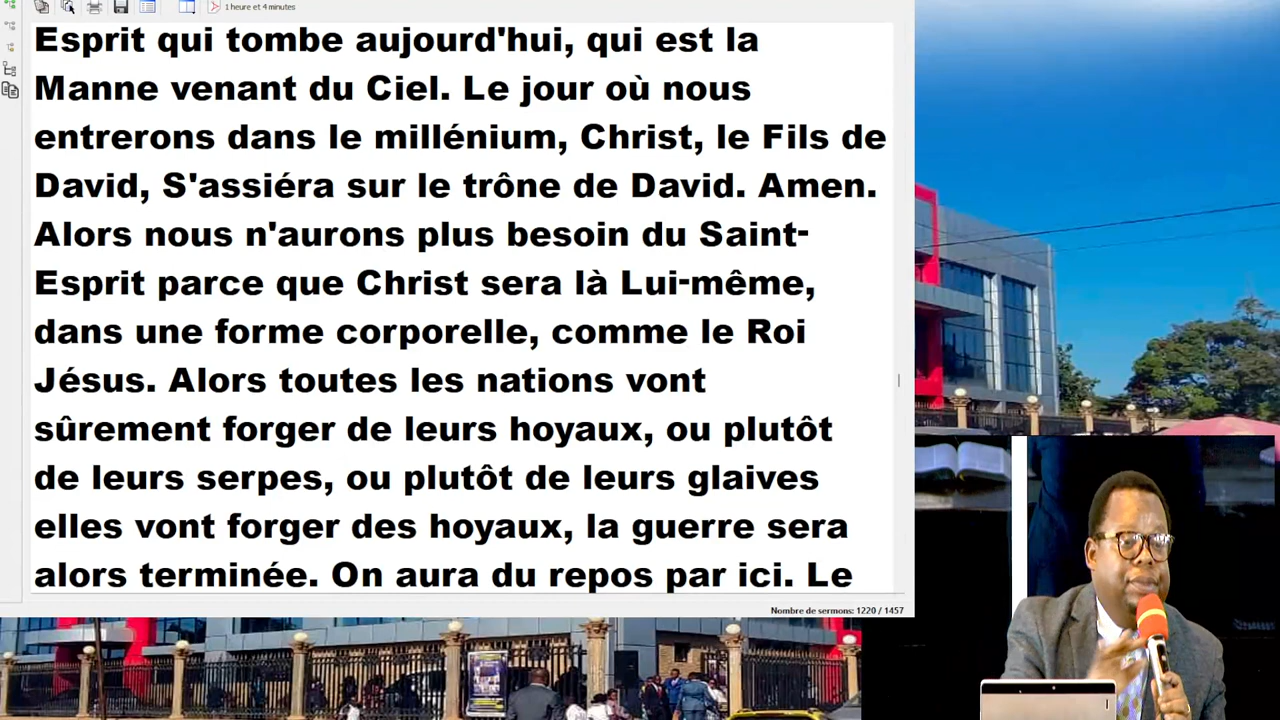 1 heure et 4 minutes
Esprit qui tombe aujourd'hui, qui est la
Manne venant du Ciel. Le jour où nous
entrerons dans le millénium, Christ, le Fils de
David, S'assiéra sur le trône de David. Amen.
Alors nous n'aurons plus besoin du Saint-
Esprit parce que Christ sera là Lui-même,
dans une forme corporelle, comme le Roi
Jésus. Alors toutes les nations vont
sûrement forger de leurs hoyaux, ou plutôt
de leurs serpes, ou plutôt de leurs glaives
elles vont forger des hoyaux, la guerre sera
alors terminée. On aura du repos par ici. Le
Nombre de sermons: 1220 / 1457